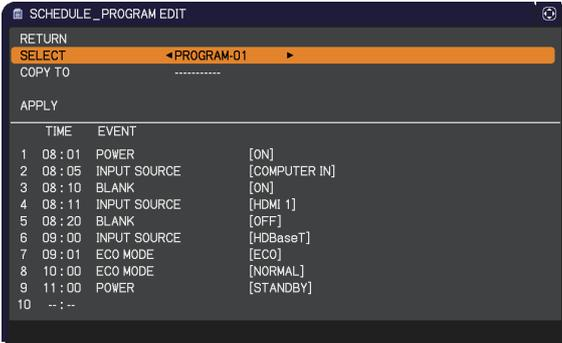 SCHEDULE_PROGRAM EDIT
RETURN
SELECT ◄PROGRAM-01 ►
COPY TO -----------
APPLY
TIME EVENT
1 08:01 POWER [ON]
2 08:05 INPUT SOURCE [COMPUTER IN]
3 08:10 BLANK [ON]
4 08:11 INPUT SOURCE [HDMI 1]
5 08:20 BLANK [OFF]
6 09:00 INPUT SOURCE [HDBaseT]
7 09:01 ECO MODE [ECO]
8 10:00 ECO MODE [NORMAL]
9 11:00 POWER [STANDBY]
10 --:--